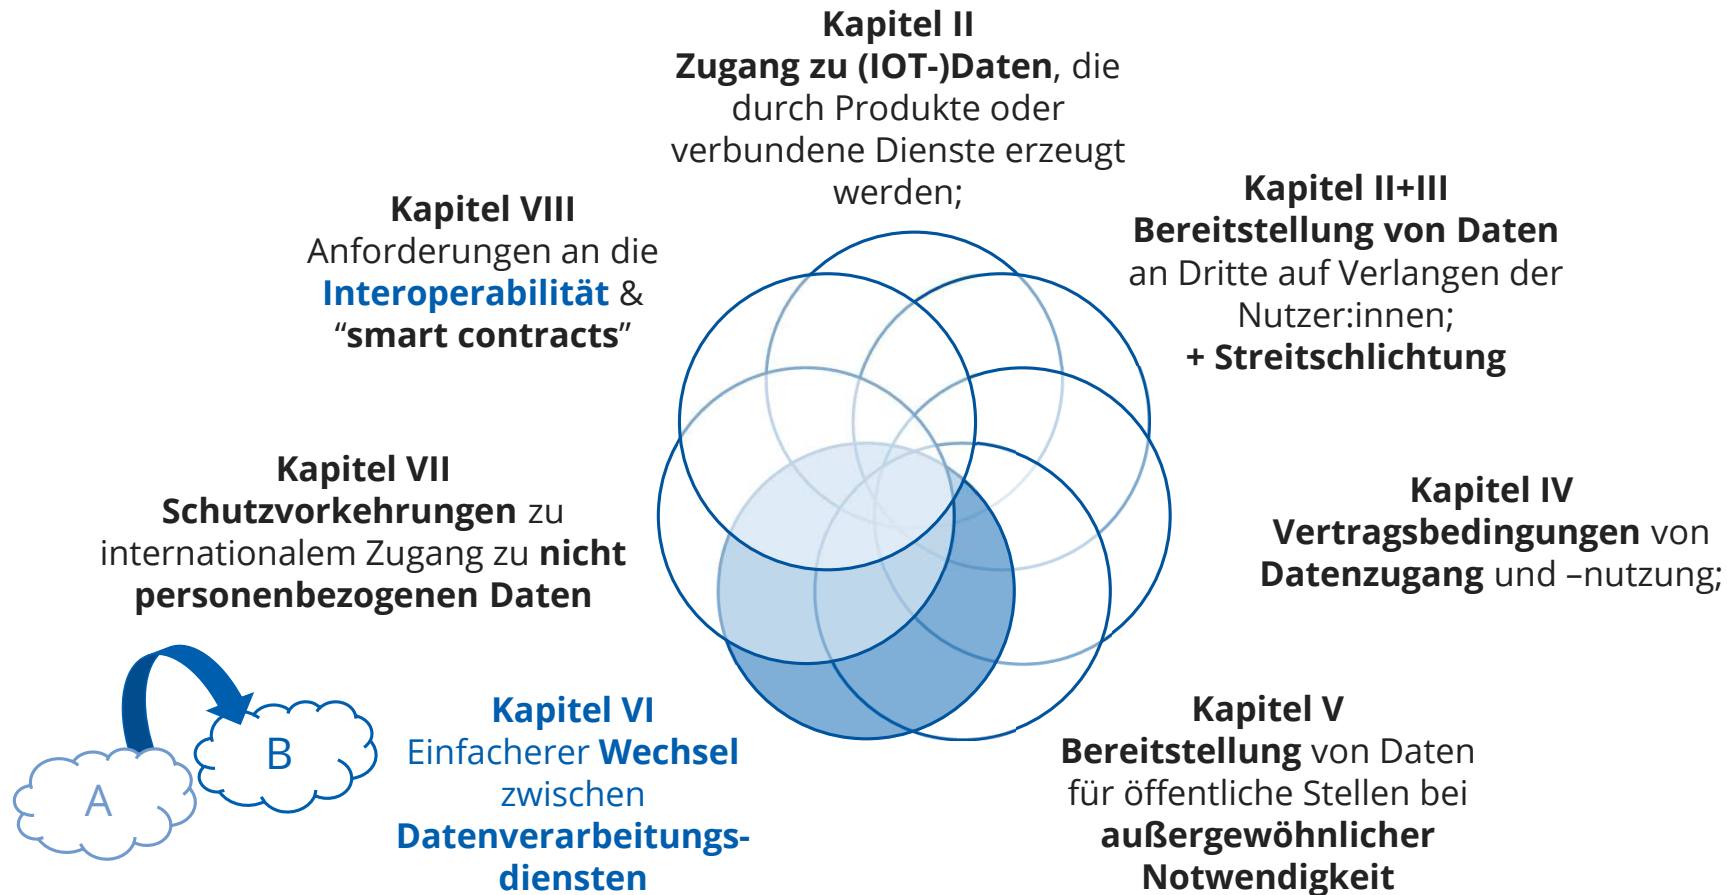 Kapitel II
Zugang zu (IOT-)Daten, die
durch Produkte oder
verbundene Dienste erzeugt
werden;
Kapitel II+III
Bereitstellung von Daten
an Dritte auf Verlangen der
Nutzer:innen;
+ Streitschlichtung
Kapitel IV
Vertragsbedingungen von
Datenzugang und –nutzung;
Kapitel V
Bereitstellung von Daten
für öffentliche Stellen bei
außergewöhnlicher
Notwendigkeit
Kapitel VI
Einfacherer Wechsel
zwischen
Datenverarbeitungs-
diensten
A
B
Kapitel VII
Schutzvorkehrungen zu
internationalem Zugang zu nicht
personenbezogenen Daten
Kapitel VIII
Anforderungen an die
Interoperabilität &
“smart contracts”